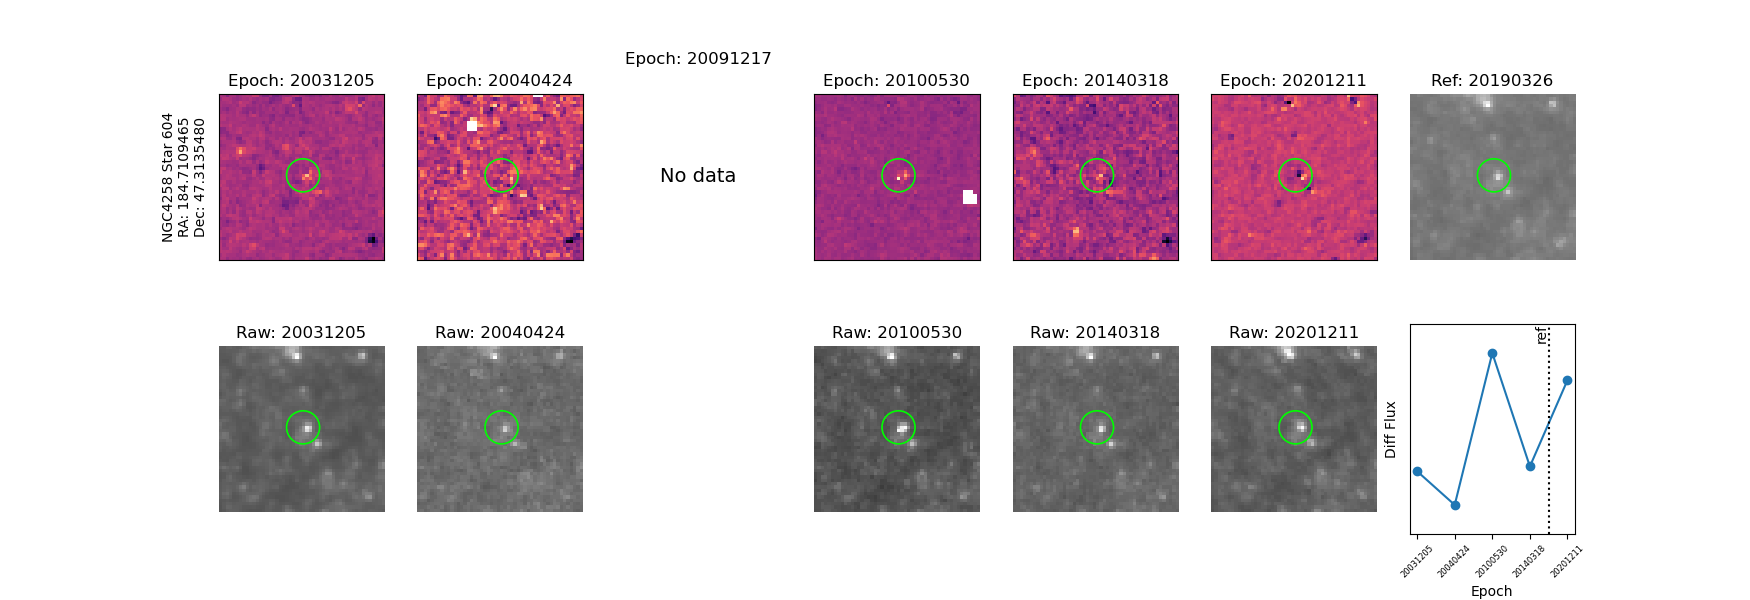 Epoch: 20091217
Epoch: 20031205
Epoch: 20040424
Epoch: 20100530
Epoch: 20140318
Epoch: 20201211
Ref: 20190326
NGC4258 Star 604
RA: 184.7109465
Dec: 47.3135480
No data
Raw: 20031205
Raw: 20040424
Raw: 20100530
Raw: 20140318
Raw: 20201211
ref
Diff Flux
20031205
20040424
20100530
20140318
20201211
Epoch